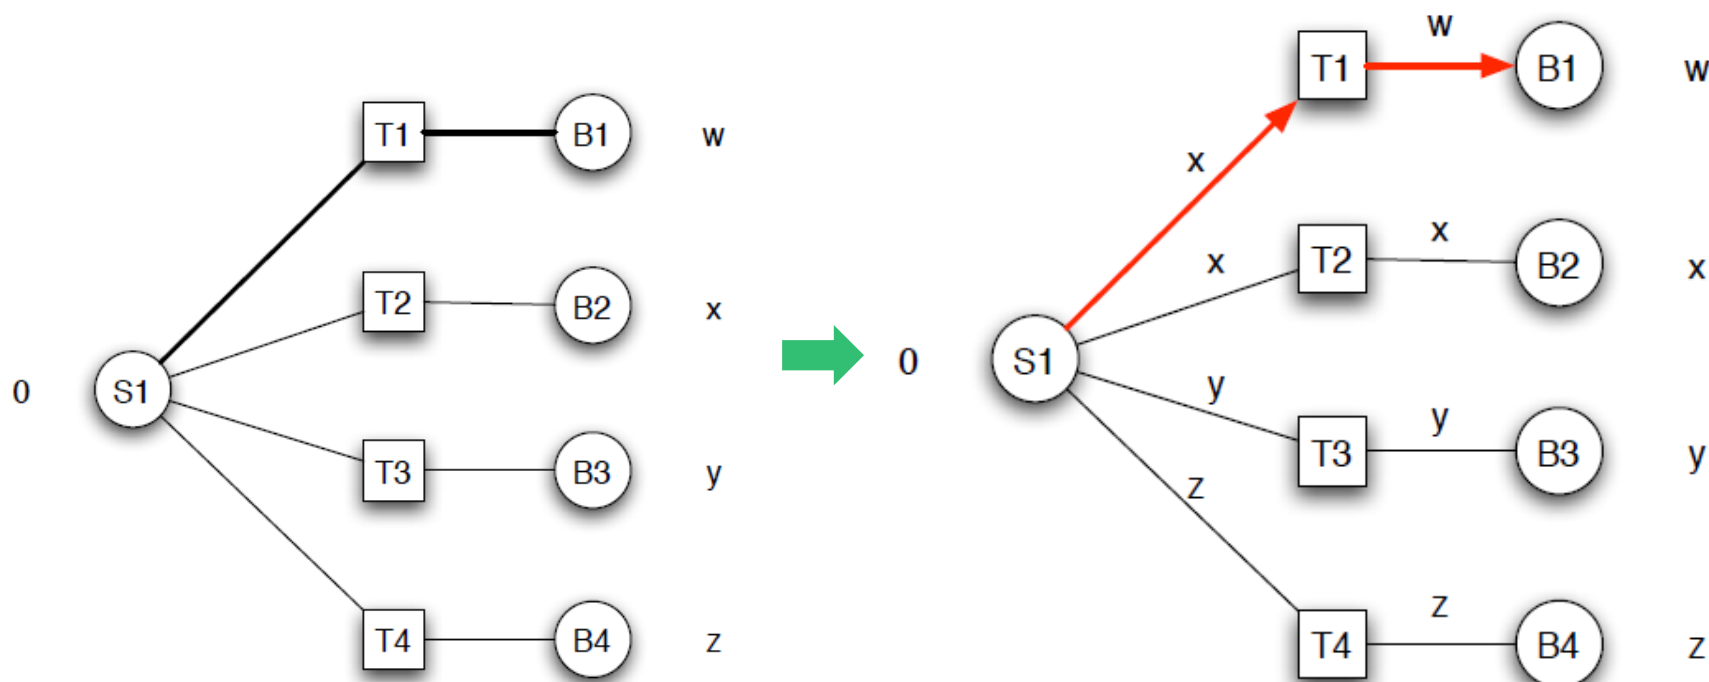 T1 B1 w
T2 B2 x
0 S1
T3 B3 y
T4 B4 z
w
T1 B1 w
x
x
T2 x B2 x
0 S1
y
T3 y B3 y
z
T4 z B4 z